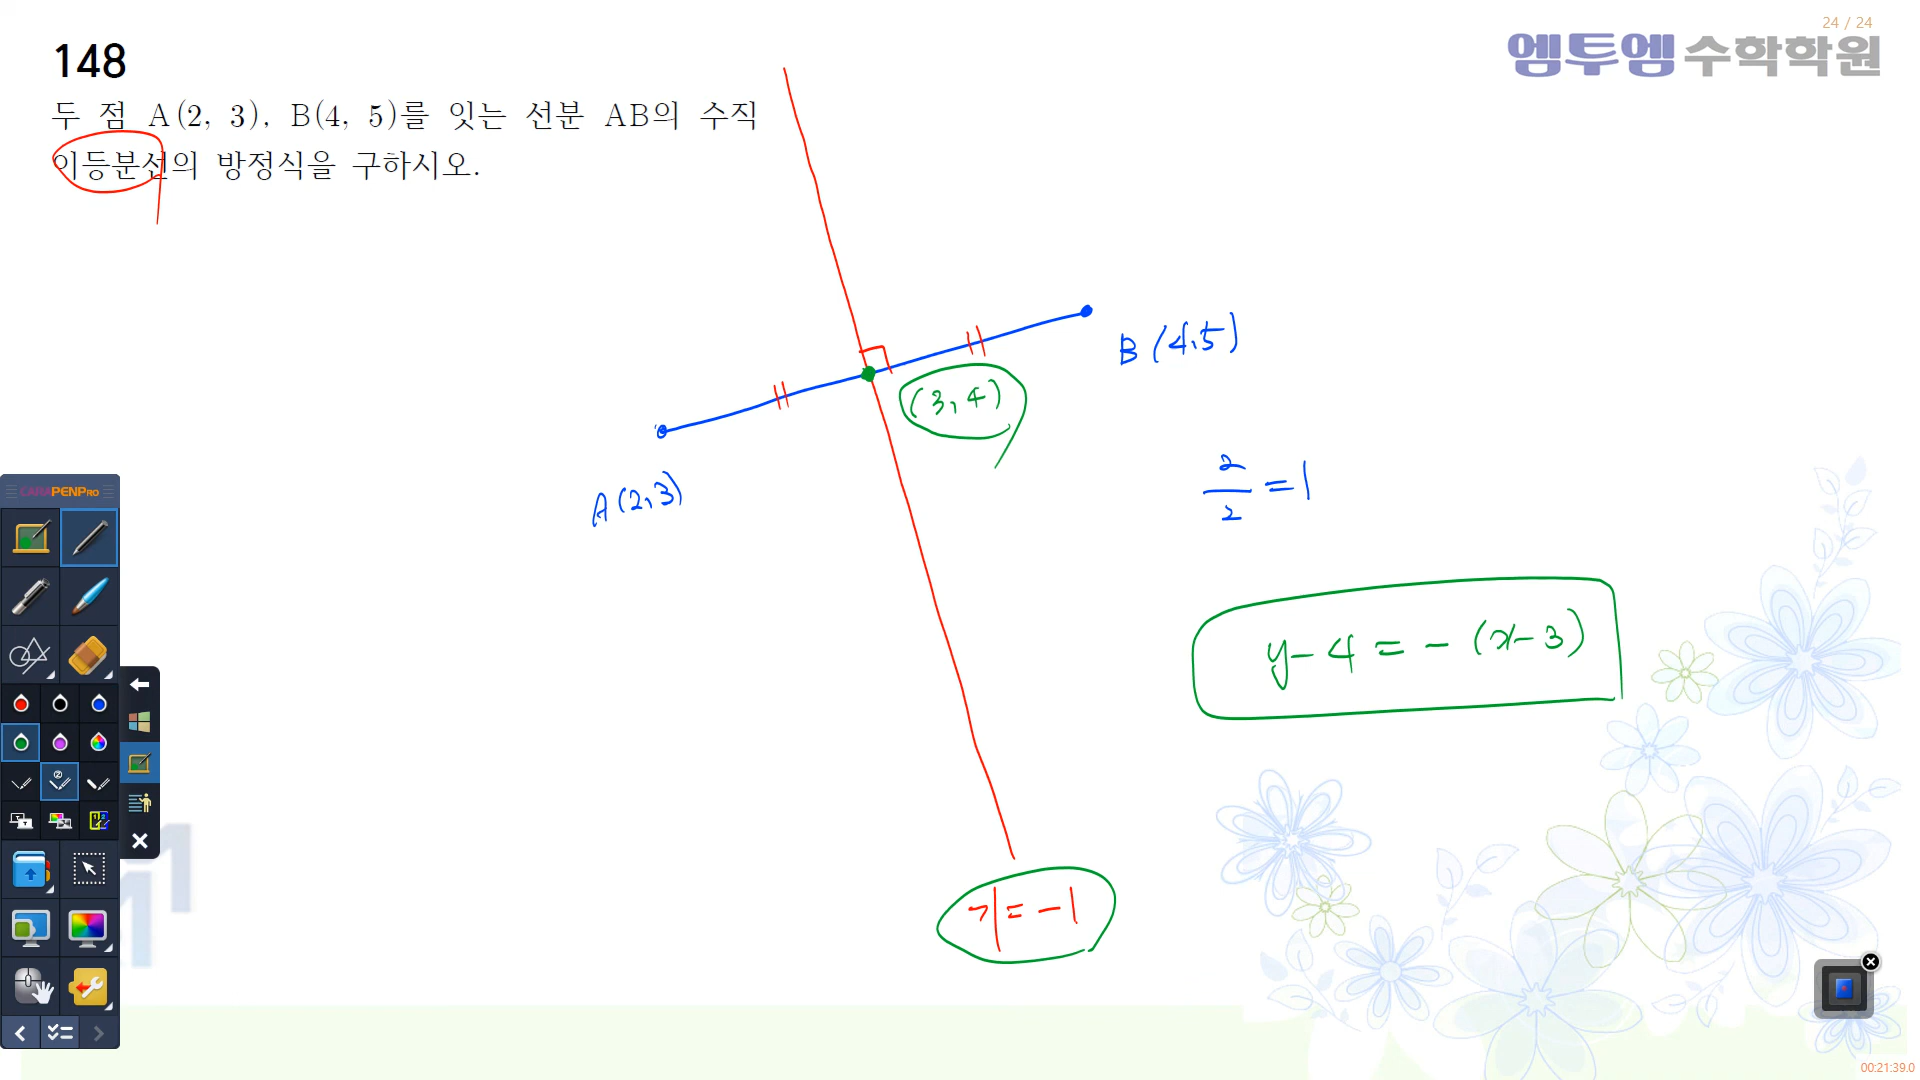 24 / 24
엠투엠 수학학원
148
두 점 A(2, 3), B(4, 5)를 잇는 선분 AB의 수직
이등분선의 방정식을 구하시오.
B (4,5)
(3, 4)
A (2,3)
2/2 = 1
y - 4 = - (x - 3)
ㄱㅣ = -1
CARAPENPRO
00:21:39.0